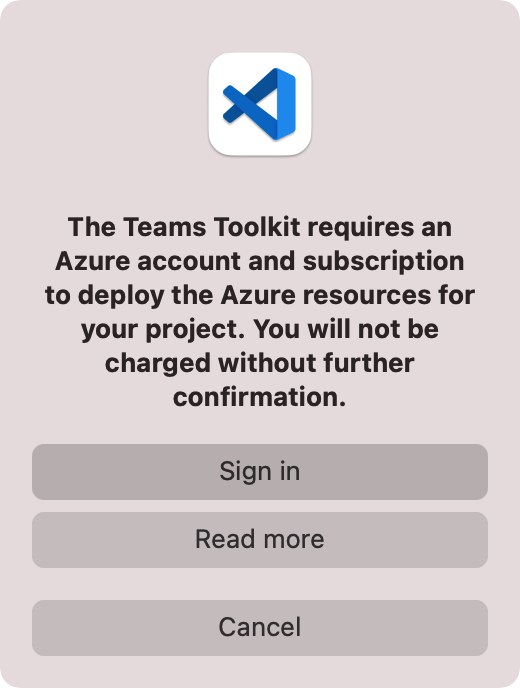 The Teams Toolkit requires an
Azure account and subscription
to deploy the Azure resources for
your project. You will not be
charged without further
confirmation.
Sign in
Read more
Cancel